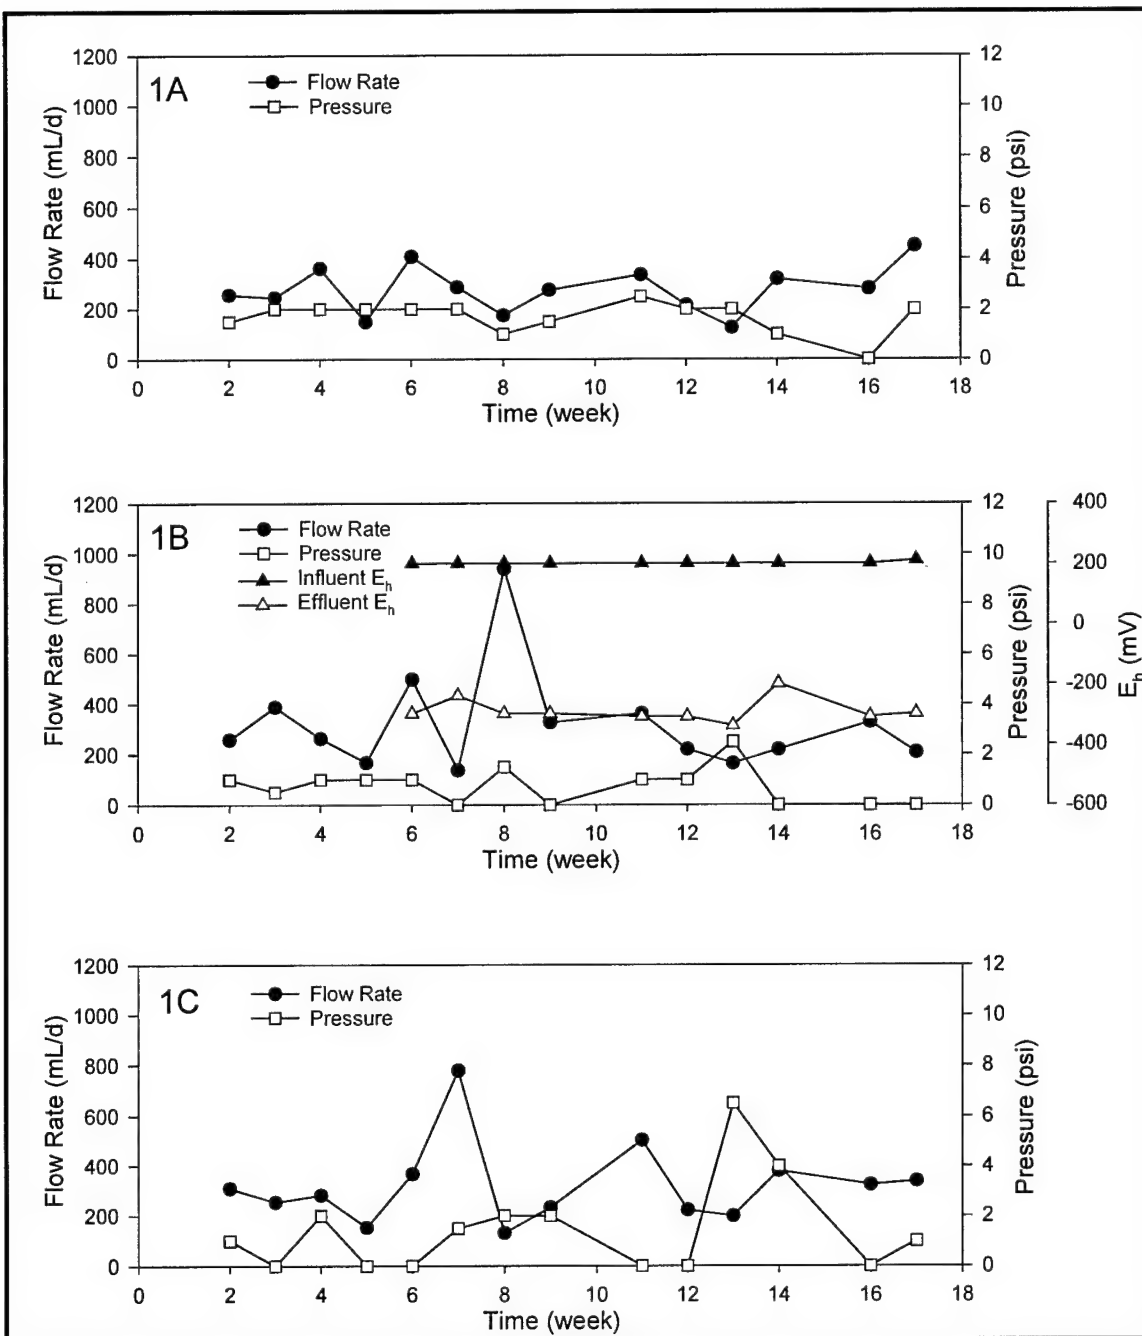 1A
Flow Rate
Pressure
1200
1000
800
600
400
200
0
Flow Rate (mL/d)
12
10
8
6
4
2
0
Pressure (psi)
0 2 4 6 8 10 12 14 16 18
Time (week)
1B
Flow Rate
Pressure
Influent Eh
Effluent Eh
1200
1000
800
600
400
200
0
Flow Rate (mL/d)
12
10
8
6
4
2
0
Pressure (psi)
400
200
0
-200
-400
-600
Eh (mV)
0 2 4 6 8 10 12 14 16 18
Time (week)
1C
Flow Rate
Pressure
1200
1000
800
600
400
200
0
Flow Rate (mL/d)
12
10
8
6
4
2
0
Pressure (psi)
0 2 4 6 8 10 12 14 16 18
Time (week)